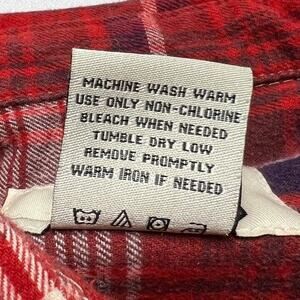 MACHINE WASH WARM
USE ONLY NON-CHLORINE
BLEACH WHEN NEEDED
TUMBLE DRY LOW
REMOVE PROMPTLY
WARM IRON IF NEEDED